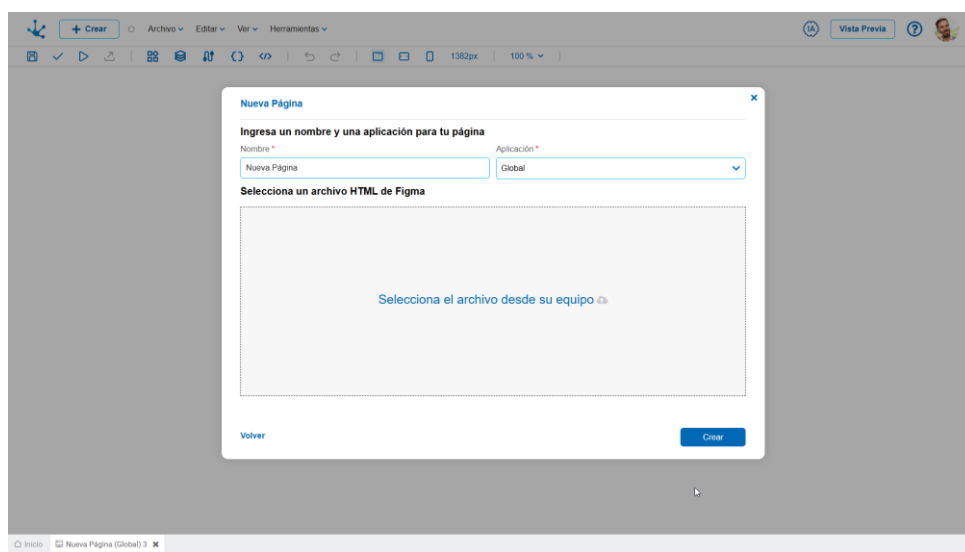 + Crear Archivo Editar Ver Herramientas IA Vista Previa ?
1382px 100 %
Nueva Página
Ingresa un nombre y una aplicación para tu página
Nombre * Aplicación *
Nueva Página Global
Selecciona un archivo HTML de Figma
Selecciona el archivo desde su equipo
Volver Crear
Inicio Nueva Página (Global) 3